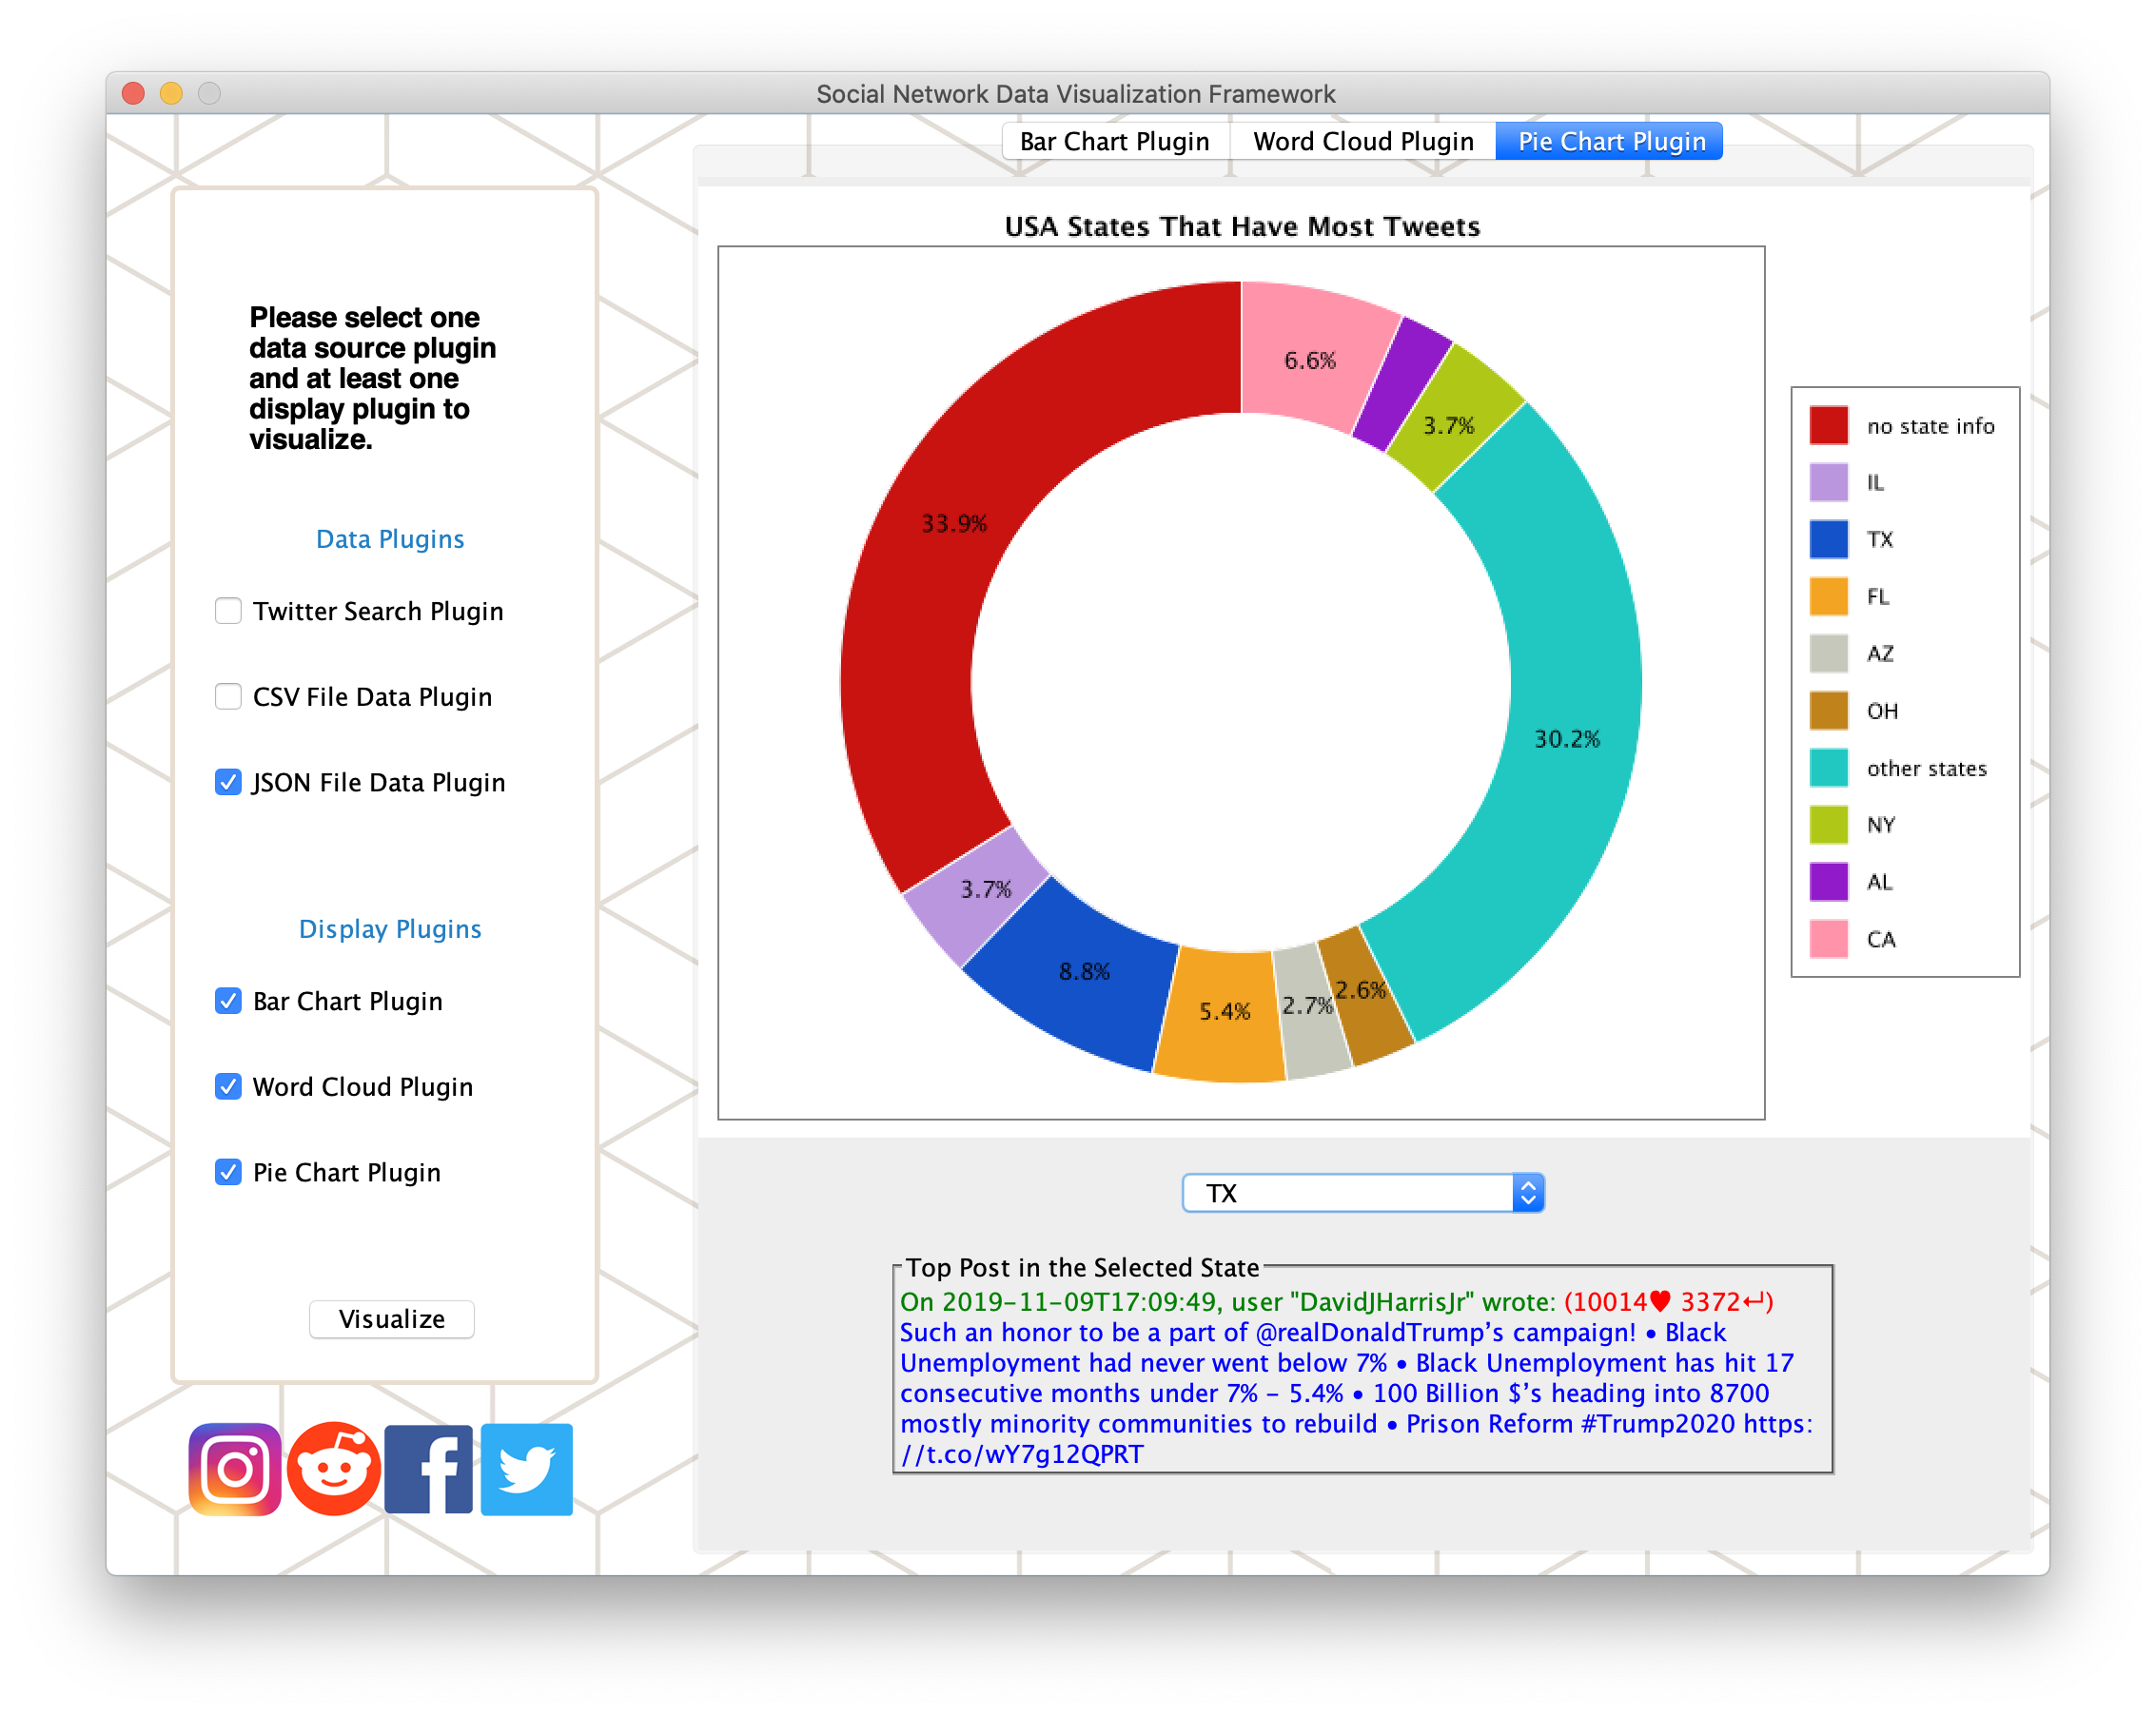 Social Network Data Visualization Framework
Bar Chart Plugin
Word Cloud Plugin
Pie Chart Plugin
Please select one
data source plugin
and at least one
display plugin to
visualize.
Data Plugins
Twitter Search Plugin
CSV File Data Plugin
JSON File Data Plugin
Display Plugins
Bar Chart Plugin
Word Cloud Plugin
Pie Chart Plugin
Visualize
USA States That Have Most Tweets
6.6%
3.7%
33.9%
30.2%
3.7%
8.8%
5.4%
2.7%
2.6%
no state info
IL
TX
FL
AZ
OH
other states
NY
AL
CA
TX
Top Post in the Selected State
On 2019-11-09T17:09:49, user "DavidJHarrisJr" wrote: (10014♥ 3372↵)
Such an honor to be a part of @realDonaldTrump’s campaign! • Black
Unemployment had never went below 7% • Black Unemployment has hit 17
consecutive months under 7% - 5.4% • 100 Billion $’s heading into 8700
mostly minority communities to rebuild • Prison Reform #Trump2020 https:
//t.co/wY7g12QPRT